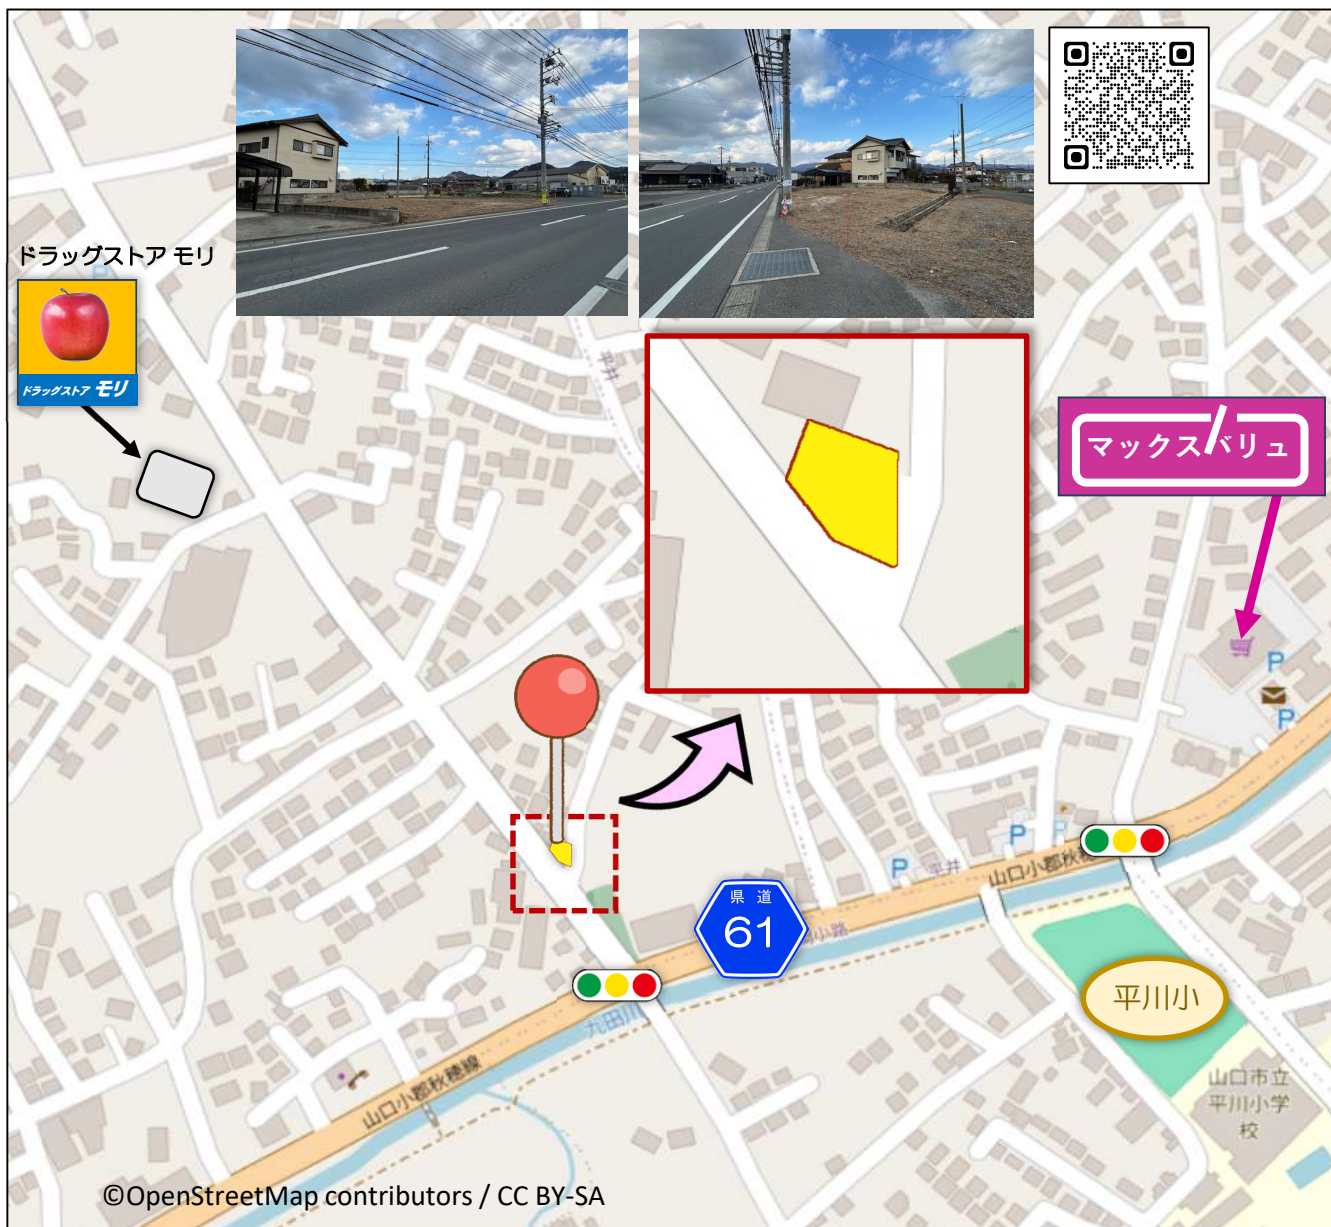 ドラッグストア モリ
ドラッグストア モリ
マックスバリュ
平井
P
P
P
P
平井
山口小郡秋穂
県道
61
小路
平川小
九田川
山口小郡秋穂線
山口市立
平川小学
校
©OpenStreetMap contributors / CC BY-SA